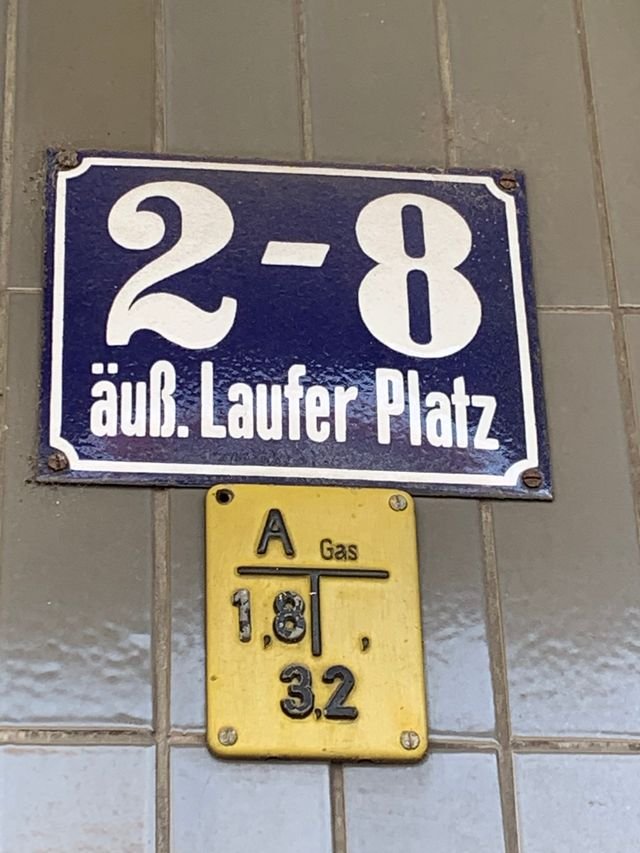 2-8
äuß. Laufer Platz
A Gas
1,8 ,
3,2